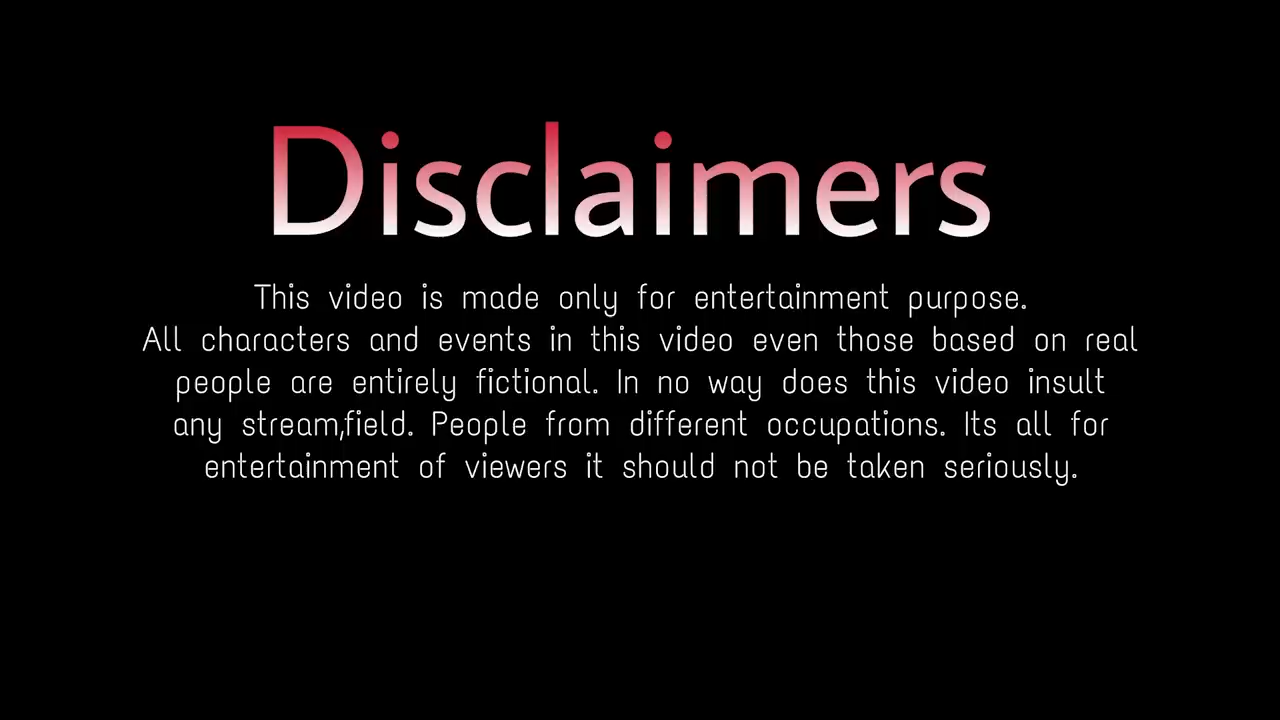 Disclaimers
This video is made only for entertainment purpose.
All characters and events in this video even those based on real
people are entirely fictional. In no way does this video insult
any stream,field. People from different occupations. Its all for
entertainment of viewers it should not be taken seriously.